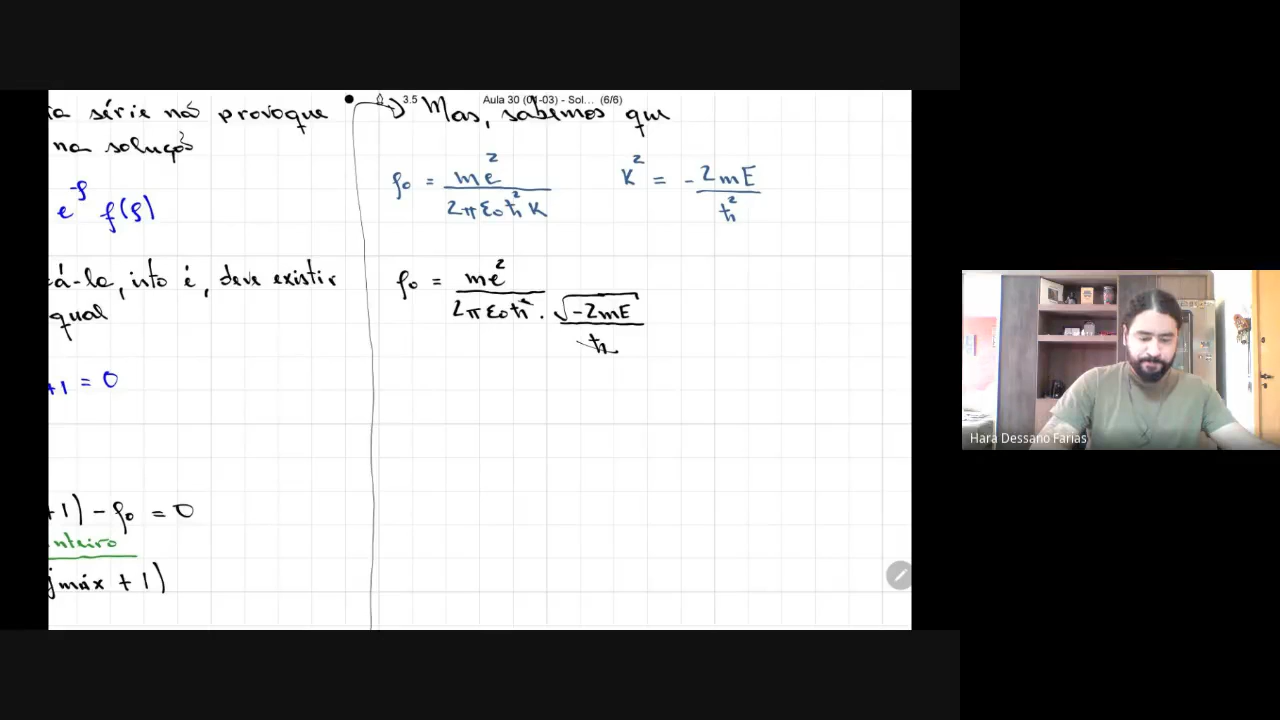 3.5 Aula 30 (01-03) - Sol... (6/6)
ia série não provoque
na solução
e^-ρ f(ρ)
á-la, isto é, deve existir
qual
+1 = 0
+1) - ρ₀ = 0
inteiro
jmáx + 1)
Mas, sabemos que
ρ₀ = me² / 2πε₀ħ²K
K² = -2mE / ħ²
ρ₀ = me² / 2πε₀ħ² · √-2mE / ħ
Hara Dessano Farias